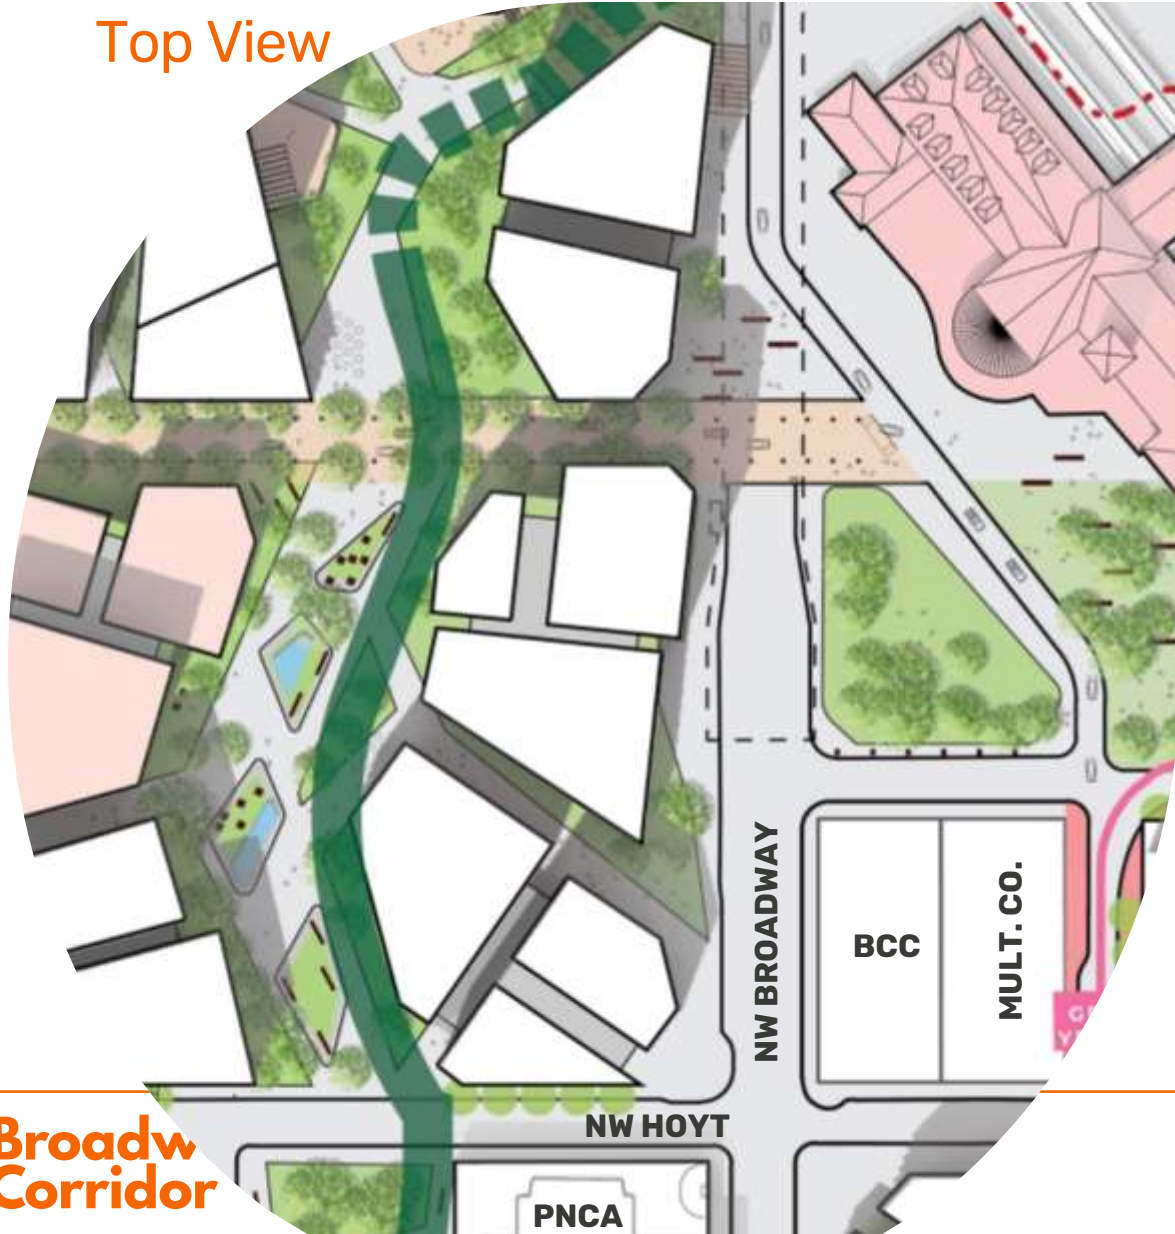 Top View
NW BROADWAY
BCC
MULT. CO.
NW HOYT
Broadw
Corridor
PNCA